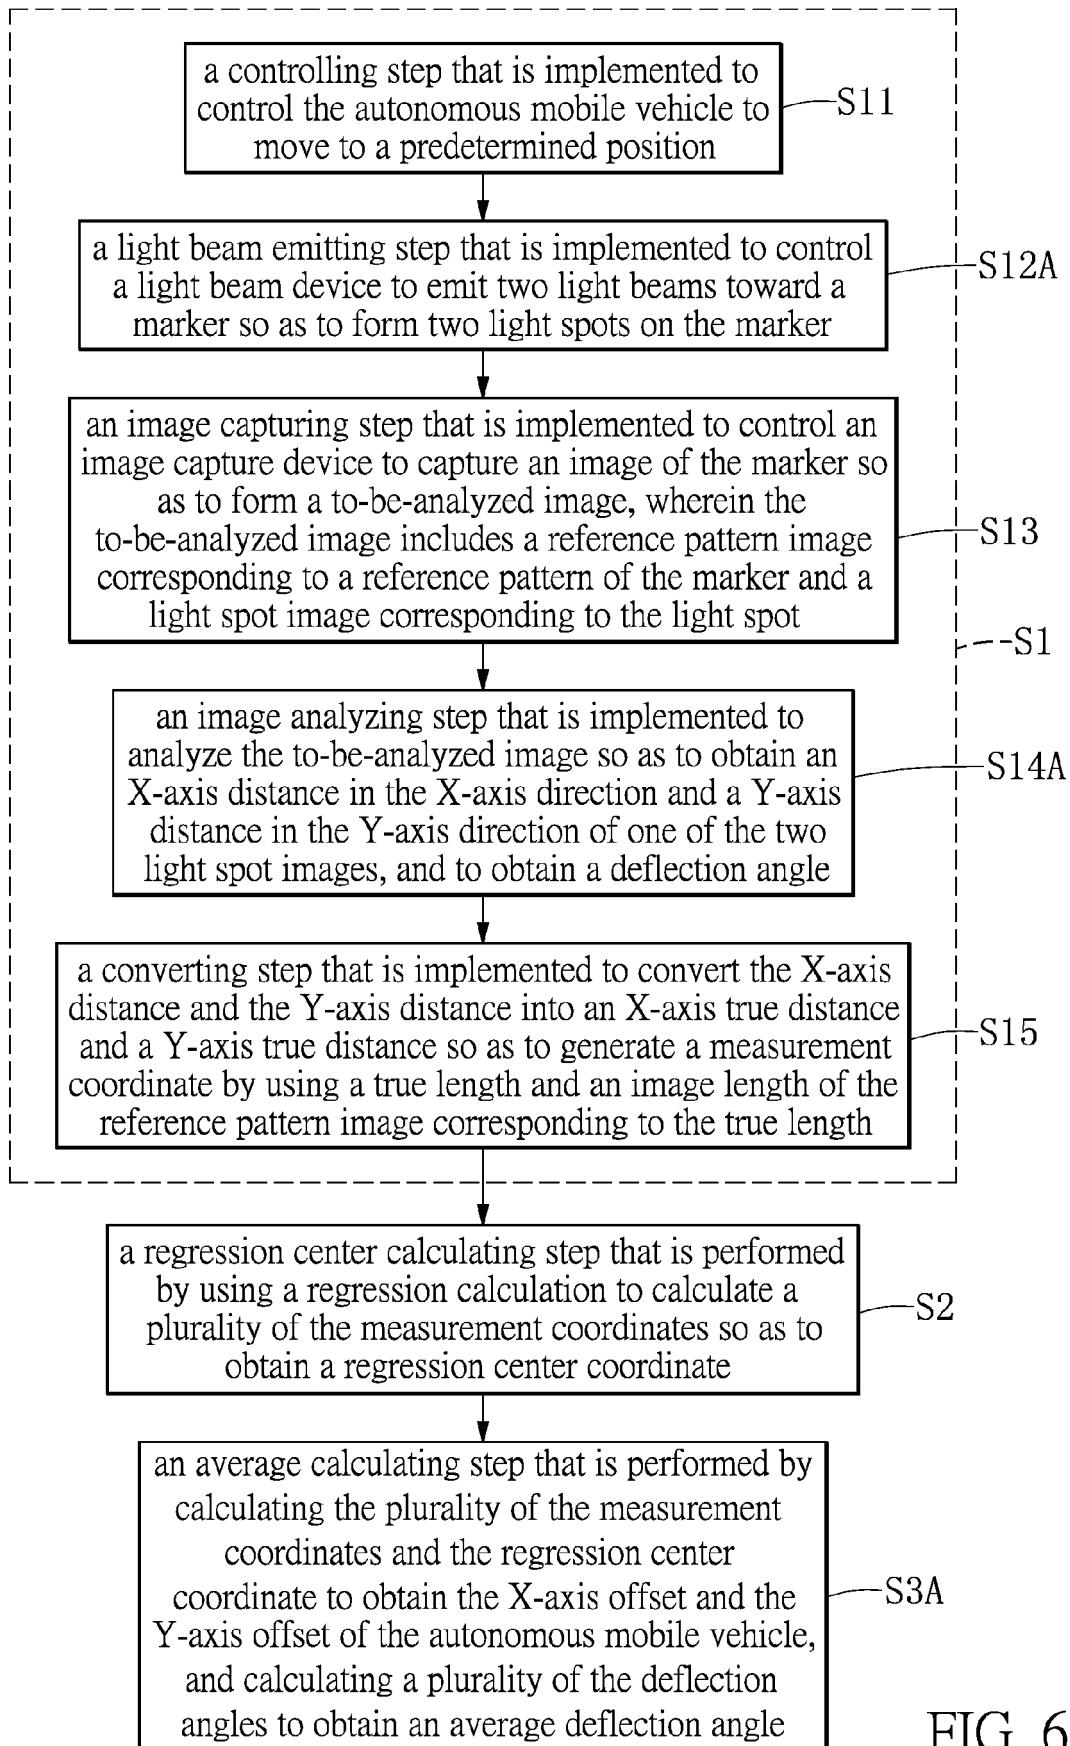 a controlling step that is implemented to
control the autonomous mobile vehicle to
move to a predetermined position
S11
a light beam emitting step that is implemented to control
a light beam device to emit two light beams toward a
marker so as to form two light spots on the marker
S12A
an image capturing step that is implemented to control an
image capture device to capture an image of the marker so
as to form a to-be-analyzed image, wherein the
to-be-analyzed image includes a reference pattern image
corresponding to a reference pattern of the marker and a
light spot image corresponding to the light spot
S13
S1
an image analyzing step that is implemented to
analyze the to-be-analyzed image so as to obtain an
X-axis distance in the X-axis direction and a Y-axis
distance in the Y-axis direction of one of the two
light spot images, and to obtain a deflection angle
S14A
a converting step that is implemented to convert the X-axis
distance and the Y-axis distance into an X-axis true distance
and a Y-axis true distance so as to generate a measurement
coordinate by using a true length and an image length of the
reference pattern image corresponding to the true length
S15
a regression center calculating step that is performed
by using a regression calculation to calculate a
plurality of the measurement coordinates so as to
obtain a regression center coordinate
S2
an average calculating step that is performed by
calculating the plurality of the measurement
coordinates and the regression center
coordinate to obtain the X-axis offset and the
Y-axis offset of the autonomous mobile vehicle,
and calculating a plurality of the deflection
angles to obtain an average deflection angle
S3A
FIG. 6